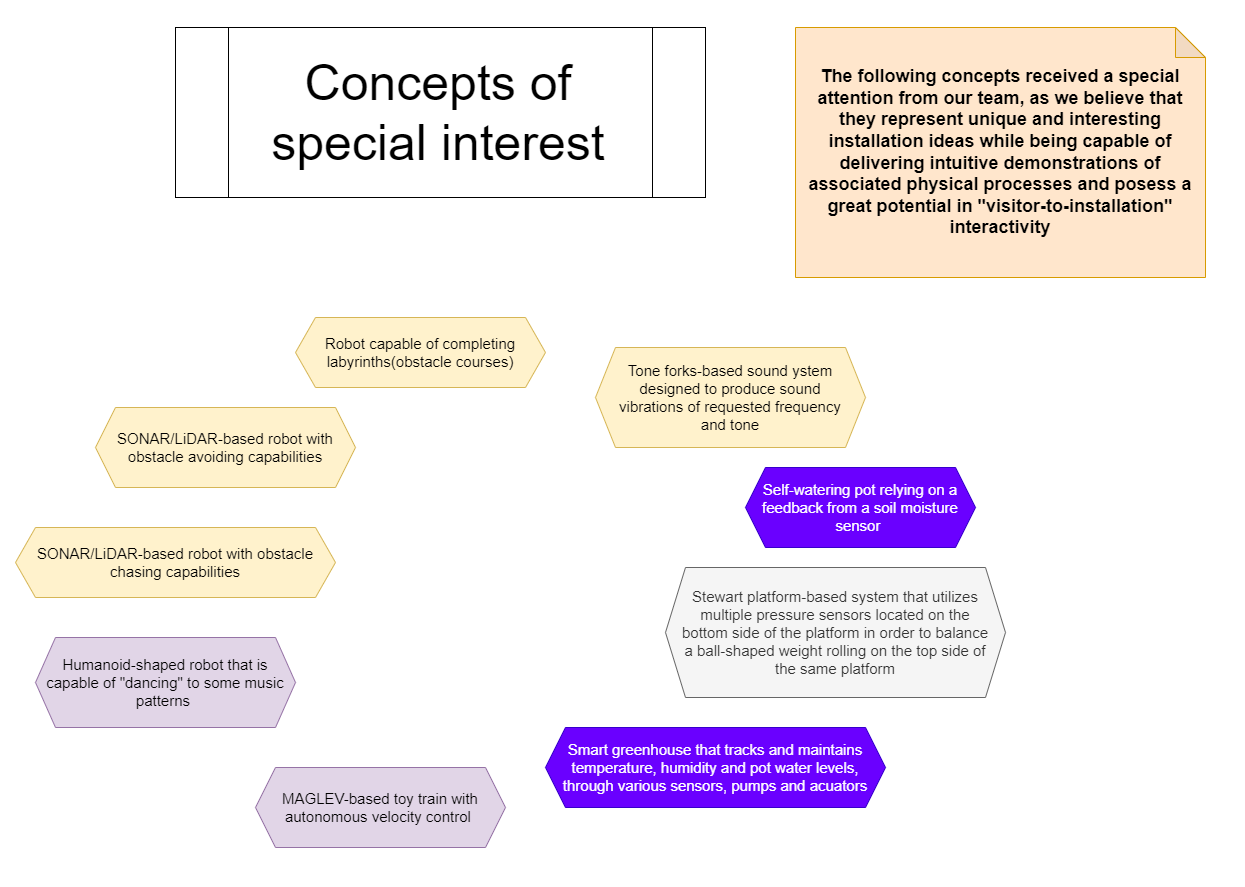 Concepts of
special interest
The following concepts received a special
attention from our team, as we believe that
they represent unique and interesting
installation ideas while being capable of
delivering intuitive demonstrations of
associated physical processes and posess a
great potential in "visitor-to-installation"
interactivity
Robot capable of completing
labyrinths(obstacle courses)
Tone forks-based sound ystem
designed to produce sound
vibrations of requested frequency
and tone
SONAR/LiDAR-based robot with
obstacle avoiding capabilities
Self-watering pot relying on a
feedback from a soil moisture
sensor
SONAR/LiDAR-based robot with obstacle
chasing capabilities
Stewart platform-based system that utilizes
multiple pressure sensors located on the
bottom side of the platform in order to balance
a ball-shaped weight rolling on the top side of
the same platform
Humanoid-shaped robot that is
capable of "dancing" to some music
patterns
Smart greenhouse that tracks and maintains
temperature, humidity and pot water levels,
through various sensors, pumps and acuators
MAGLEV-based toy train with
autonomous velocity control